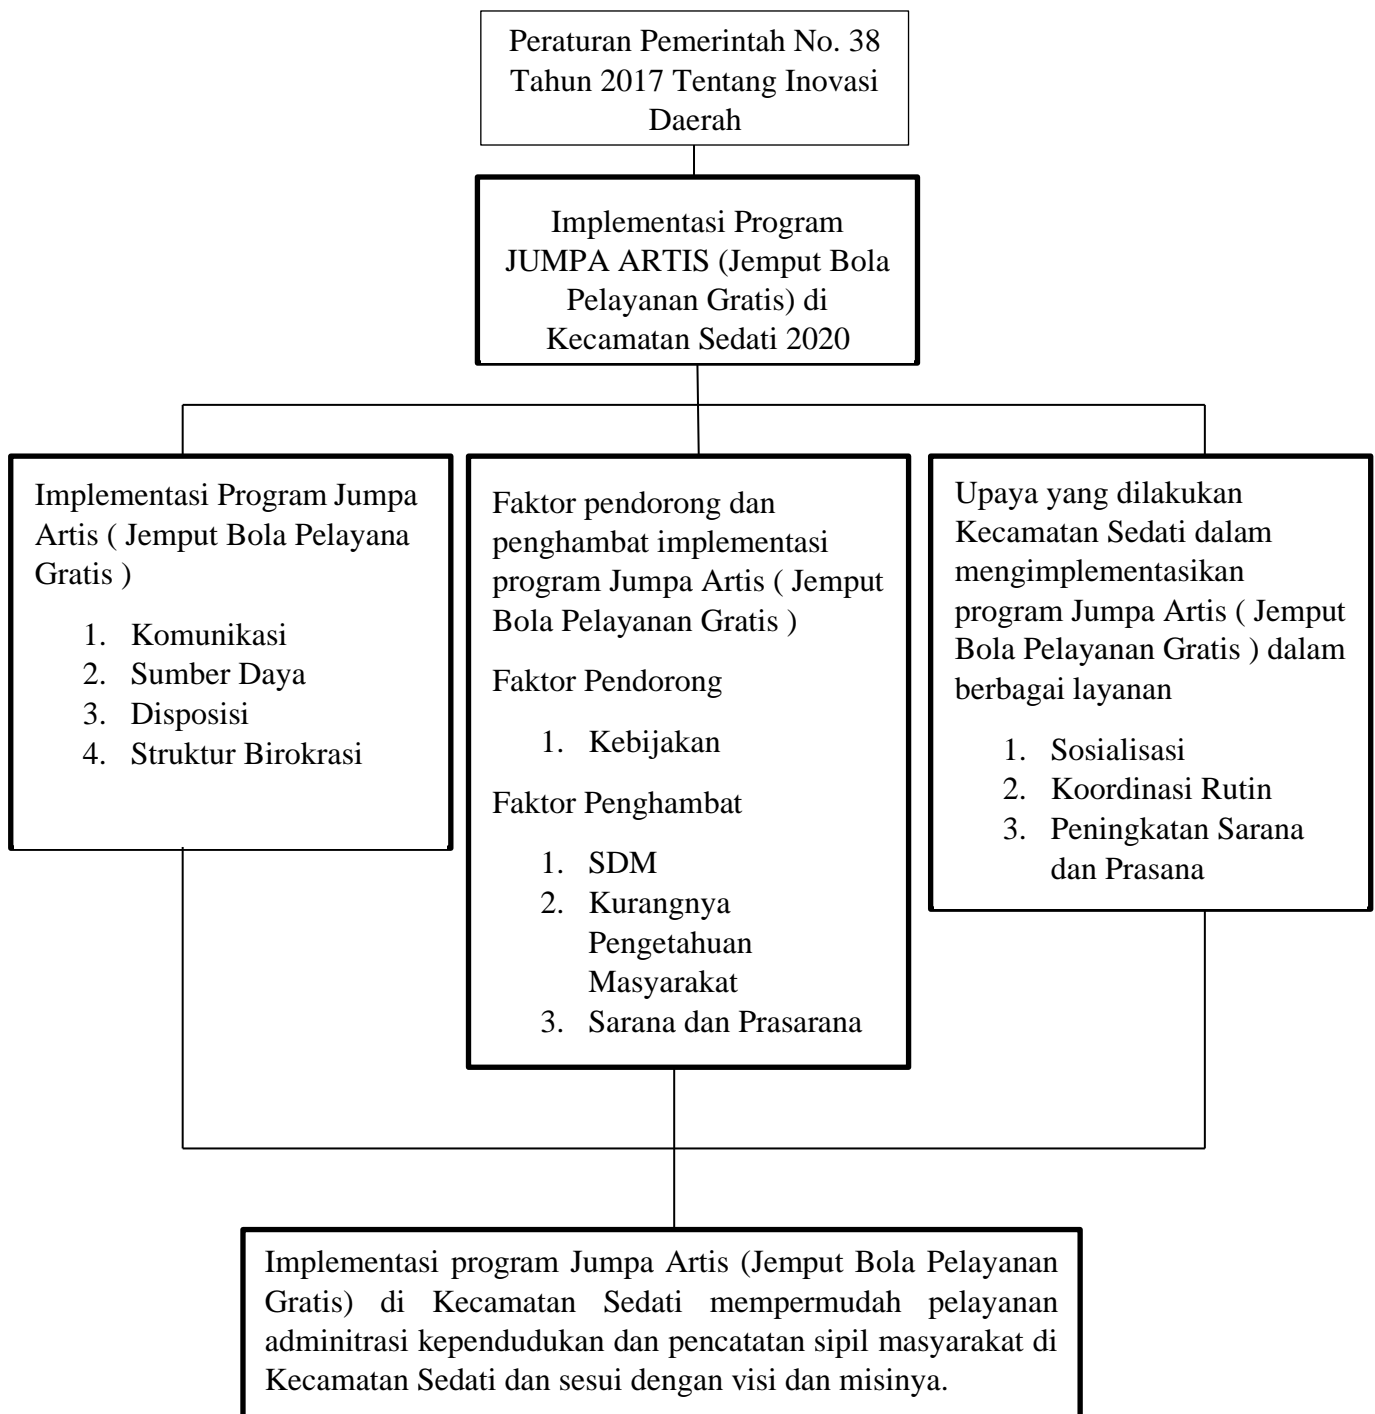 Peraturan Pemerintah No. 38
Tahun 2017 Tentang Inovasi
Daerah
Implementasi Program
JUMPA ARTIS (Jemput Bola
Pelayanan Gratis) di
Kecamatan Sedati 2020
Implementasi Program Jumpa
Artis ( Jemput Bola Pelayana
Gratis )
1. Komunikasi
2. Sumber Daya
3. Disposisi
4. Struktur Birokrasi
Faktor pendorong dan
penghambat implementasi
program Jumpa Artis ( Jemput
Bola Pelayanan Gratis )
Faktor Pendorong
1. Kebijakan
Faktor Penghambat
1. SDM
2. Kurangnya
Pengetahuan
Masyarakat
3. Sarana dan Prasarana
Upaya yang dilakukan
Kecamatan Sedati dalam
mengimplementasikan
program Jumpa Artis ( Jemput
Bola Pelayanan Gratis ) dalam
berbagai layanan
1. Sosialisasi
2. Koordinasi Rutin
3. Peningkatan Sarana
dan Prasana
Implementasi program Jumpa Artis (Jemput Bola Pelayanan
Gratis) di Kecamatan Sedati mempermudah pelayanan
adminitrasi kependudukan dan pencatatan sipil masyarakat di
Kecamatan Sedati dan sesui dengan visi dan misinya.